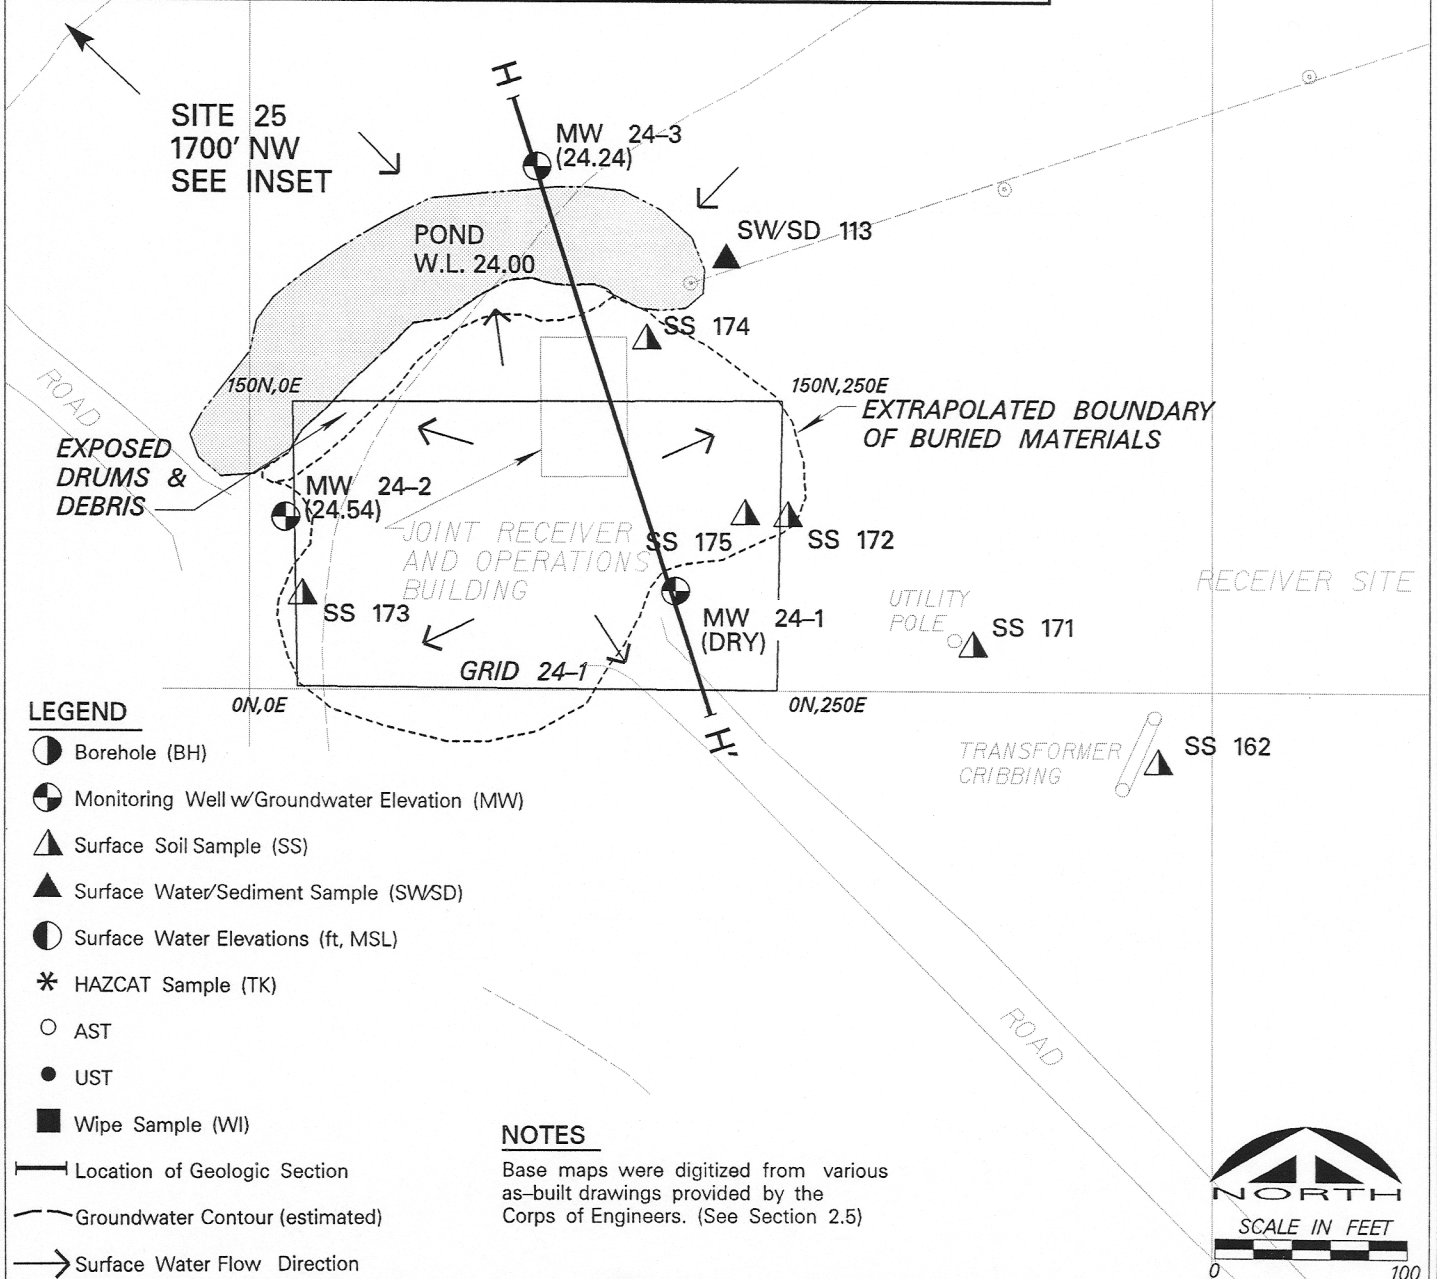 H
MW 24–3
(24.24)
SITE 25
1700' NW
SEE INSET
POND
W.L. 24.00
SW/SD 113
SS 174
ROAD
150N,0E
150N,250E
EXTRAPOLATED BOUNDARY
OF BURIED MATERIALS
EXPOSED
DRUMS &
DEBRIS
MW 24–2
(24.54)
JOINT RECEIVER
AND OPERATIONS
BUILDING
SS 175
SS 172
SS 173
MW 24–1
(DRY)
UTILITY
POLE
SS 171
RECEIVER SITE
GRID 24–1
0N,0E
0N,250E
H'
TRANSFORMER
CRIBBING
SS 162
LEGEND
Borehole (BH)
Monitoring Well w/Groundwater Elevation (MW)
Surface Soil Sample (SS)
Surface Water/Sediment Sample (SW/SD)
Surface Water Elevations (ft, MSL)
HAZCAT Sample (TK)
AST
UST
Wipe Sample (WI)
Location of Geologic Section
Groundwater Contour (estimated)
Surface Water Flow Direction
ROAD
NOTES
Base maps were digitized from various
as–built drawings provided by the
Corps of Engineers. (See Section 2.5)
NORTH
SCALE IN FEET
0 100